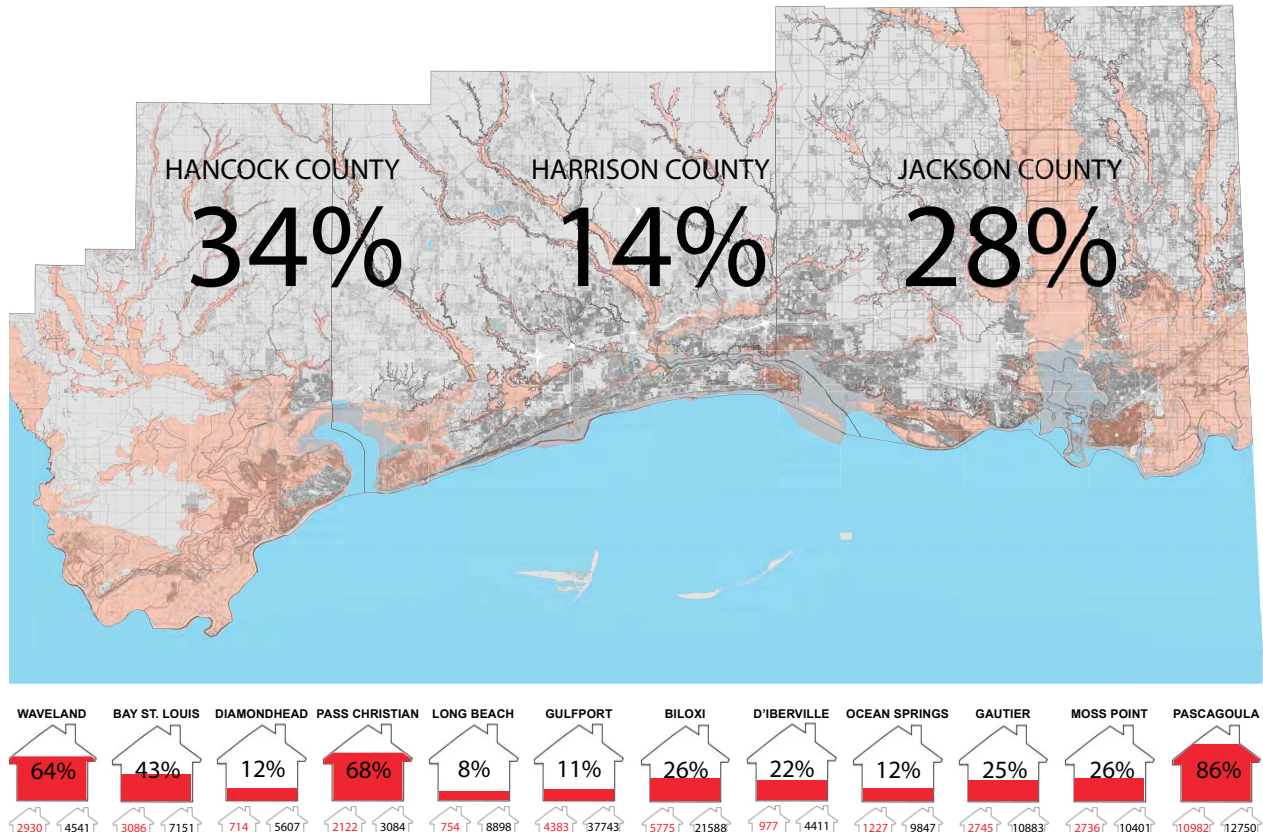 HANCOCK COUNTY HARRISON COUNTY JACKSON COUNTY
34% 14% 28%
WAVELAND BAY ST. LOUIS DIAMONDHEAD PASS CHRISTIAN LONG BEACH GULFPORT BILOXI D'IBERVILLE OCEAN SPRINGS GAUTIER MOSS POINT PASCAGOULA
64% 43% 12% 68% 8% 11% 26% 22% 12% 25% 26% 86%
2930 4541 3086 7151 714 5607 2122 3084 754 8898 4383 37743 5775 21588 977 4411 1227 9847 2745 10883 2736 10401 10982 12750